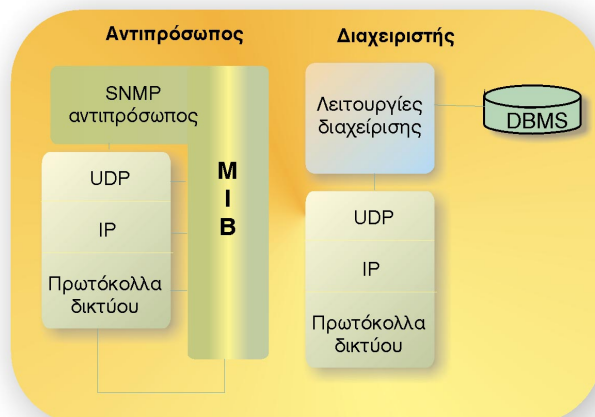 Αντιπρόσωπος
Διαχειριστής
SNMP
αντιπρόσωπος
UDP
IP
Πρωτόκολλα
δικτύου
M
I
B
Λειτουργίες
διαχείρισης
DBMS
UDP
IP
Πρωτόκολλα
δικτύου